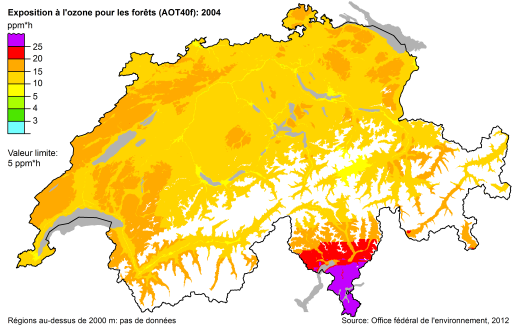 Exposition à l'ozone pour les forêts (AOT40f): 2004
ppm*h
25
20
15
10
5
4
3
Valeur limite:
5 ppm*h
Régions au-dessus de 2000 m: pas de données
Source: Office fédéral de l'environnement, 2012